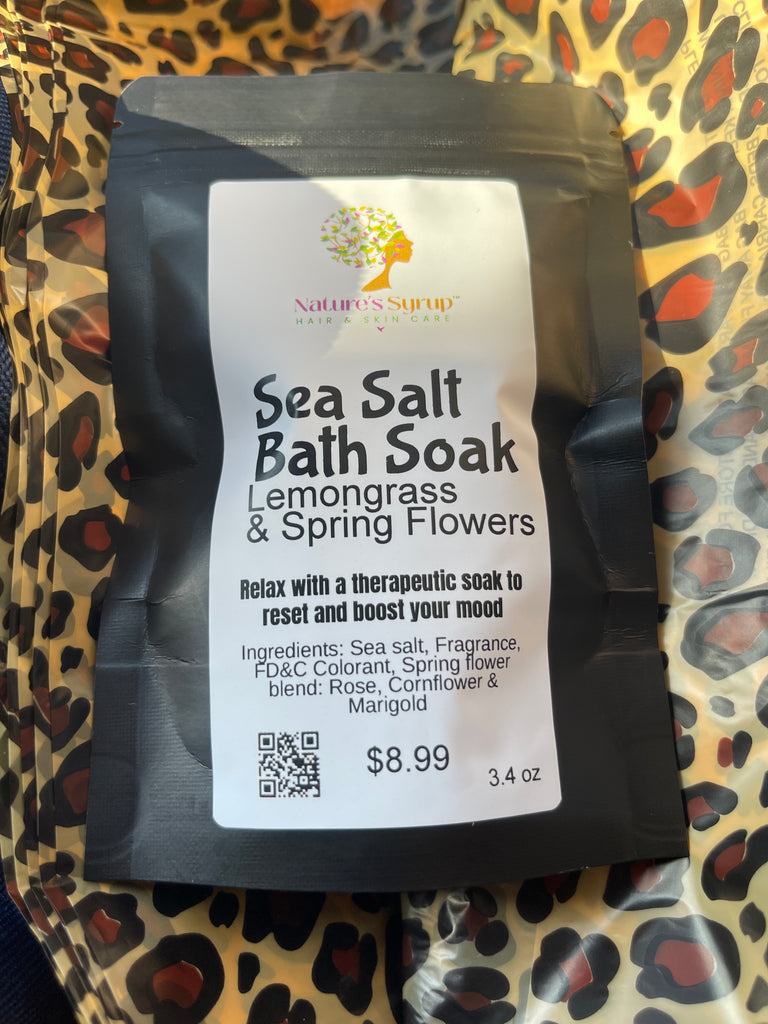 Nature's Syrup™
HAIR & SKIN CARE
Sea Salt
Bath Soak
Lemongrass
& Spring Flowers
Relax with a therapeutic soak to
reset and boost your mood
Ingredients: Sea salt, Fragrance,
FD&C Colorant, Spring flower
blend: Rose, Cornflower &
Marigold
$8.99
3.4 oz